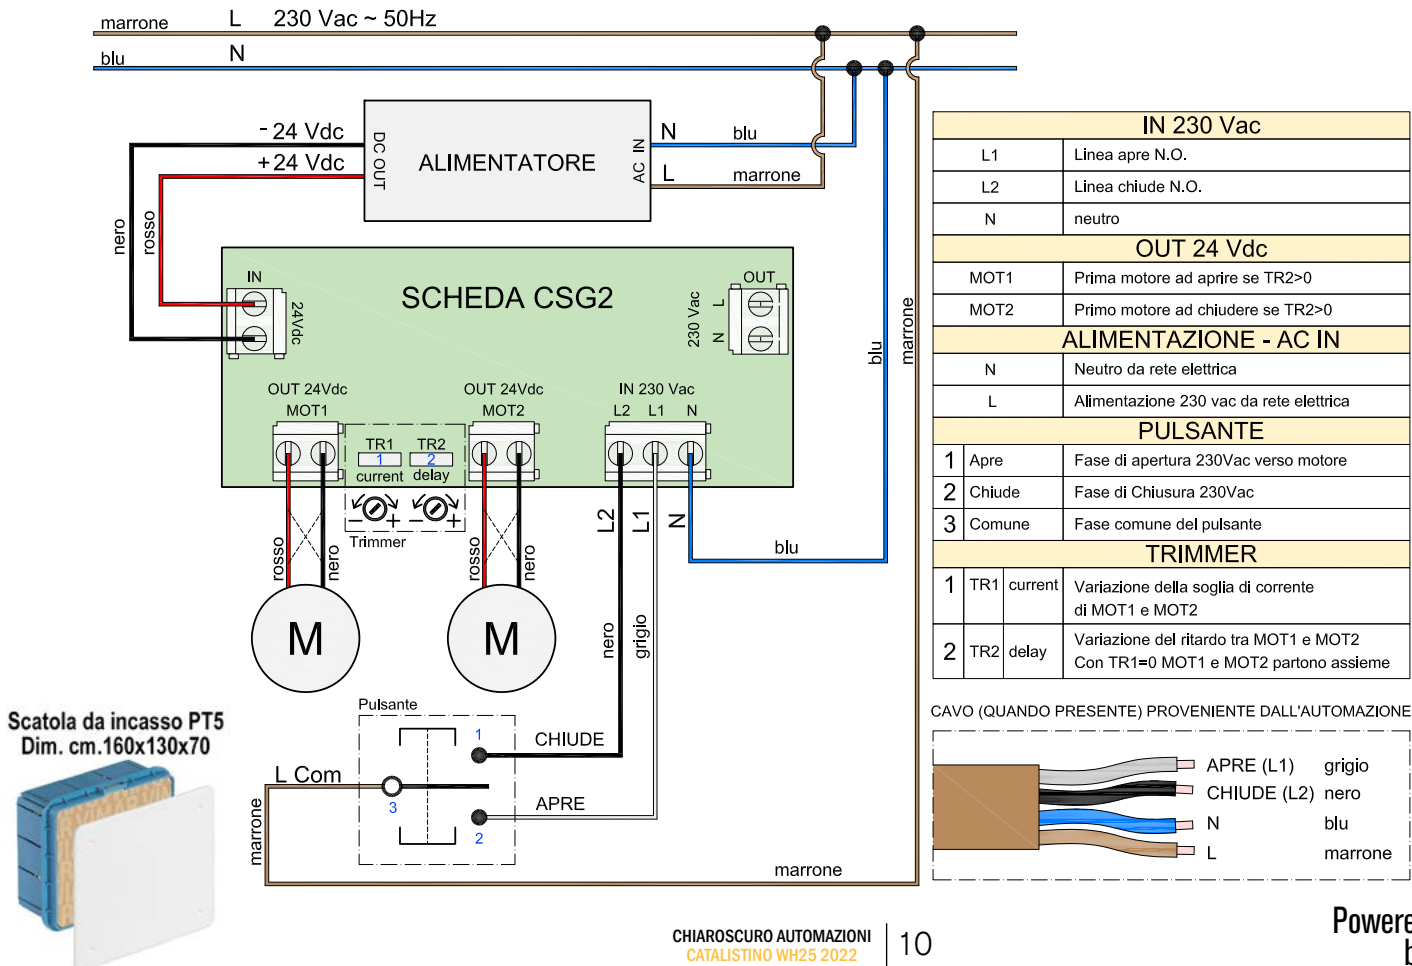 marrone L 230 Vac ~ 50Hz
blu N
- 24 Vdc
+24 Vdc
DC OUT
ALIMENTATORE
AC IN
N blu
L marrone
nero
rosso
IN
24Vdc
SCHEDA CSG2
OUT
230 Vac
L
N
blu
marrone
OUT 24Vdc
MOT1
OUT 24Vdc
MOT2
IN 230 Vac
L2 L1 N
TR1
1
current
TR2
2
delay
- +
- +
Trimmer
rosso
nero
rosso
nero
L2
L1
N
blu
M
M
nero
grigio
Pulsante
1
CHIUDE
L Com
3
APRE
2
marrone
marrone
IN 230 Vac
L1 Linea apre N.O.
L2 Linea chiude N.O.
N neutro
OUT 24 Vdc
MOT1 Prima motore ad aprire se TR2>0
MOT2 Primo motore ad chiudere se TR2>0
ALIMENTAZIONE - AC IN
N Neutro da rete elettrica
L Alimentazione 230 vac da rete elettrica
PULSANTE
1 Apre Fase di apertura 230Vac verso motore
2 Chiude Fase di Chiusura 230Vac
3 Comune Fase comune del pulsante
TRIMMER
1 TR1 current Variazione della soglia di corrente
di MOT1 e MOT2
2 TR2 delay Variazione del ritardo tra MOT1 e MOT2
Con TR1=0 MOT1 e MOT2 partono assieme
CAVO (QUANDO PRESENTE) PROVENIENTE DALL'AUTOMAZIONE
APRE (L1) grigio
CHIUDE (L2) nero
N blu
L marrone
Scatola da incasso PT5
Dim. cm.160x130x70
CHIAROSCURO AUTOMAZIONI
CATALISTINO WH25 2022
10
Powere
b